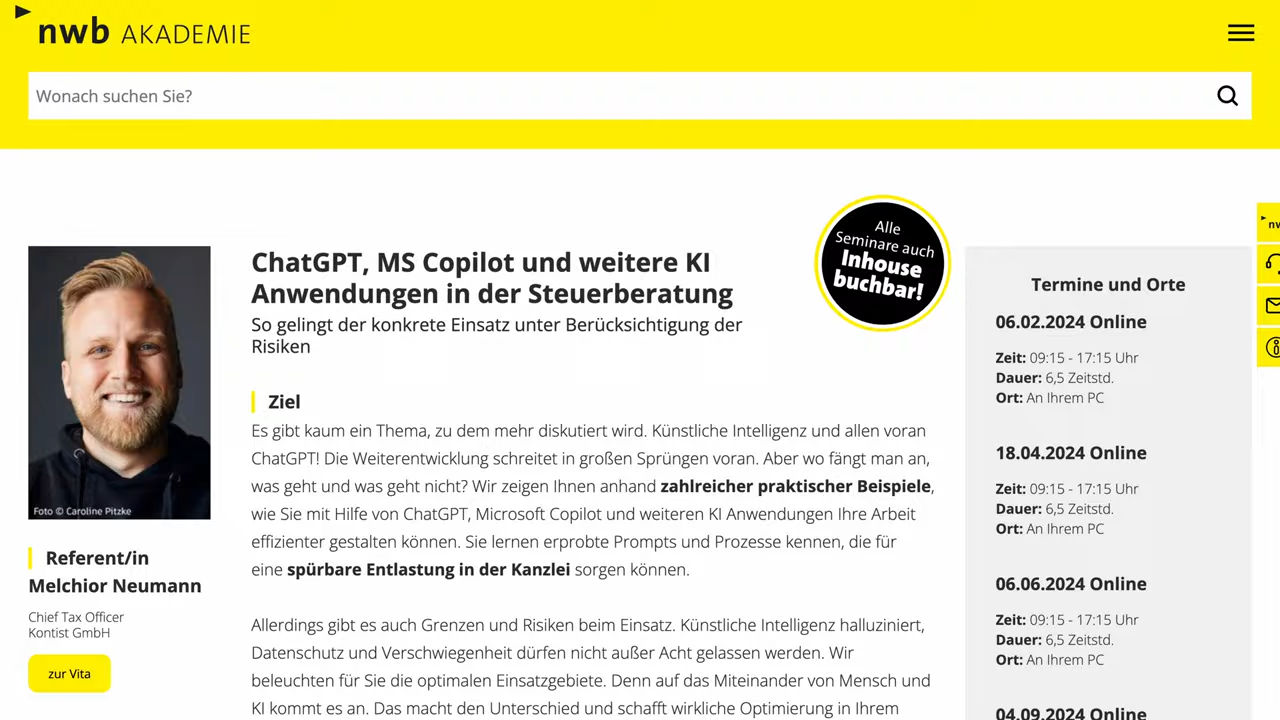 nwb AKADEMIE
Wonach suchen Sie?
Alle
Seminare auch
Inhouse
buchbar!
ChatGPT, MS Copilot und weitere KI
Anwendungen in der Steuerberatung
So gelingt der konkrete Einsatz unter Berücksichtigung der
Risiken
Ziel
Es gibt kaum ein Thema, zu dem mehr diskutiert wird. Künstliche Intelligenz und allen voran
ChatGPT! Die Weiterentwicklung schreitet in großen Sprüngen voran. Aber wo fängt man an,
was geht und was geht nicht? Wir zeigen Ihnen anhand zahlreicher praktischer Beispiele,
wie Sie mit Hilfe von ChatGPT, Microsoft Copilot und weiteren KI Anwendungen Ihre Arbeit
effizienter gestalten können. Sie lernen erprobte Prompts und Prozesse kennen, die für
eine spürbare Entlastung in der Kanzlei sorgen können.
Allerdings gibt es auch Grenzen und Risiken beim Einsatz. Künstliche Intelligenz halluziniert,
Datenschutz und Verschwiegenheit dürfen nicht außer Acht gelassen werden. Wir
beleuchten für Sie die optimalen Einsatzgebiete. Denn auf das Miteinander von Mensch und
KI kommt es an. Das macht den Unterschied und schafft wirkliche Optimierung in Ihrem
Foto © Caroline Pitzke
Referent/in
Melchior Neumann
Chief Tax Officer
Kontist GmbH
zur Vita
Termine und Orte
06.02.2024 Online
Zeit: 09:15 - 17:15 Uhr
Dauer: 6,5 Zeitstd.
Ort: An Ihrem PC
18.04.2024 Online
Zeit: 09:15 - 17:15 Uhr
Dauer: 6,5 Zeitstd.
Ort: An Ihrem PC
06.06.2024 Online
Zeit: 09:15 - 17:15 Uhr
Dauer: 6,5 Zeitstd.
Ort: An Ihrem PC
04.09.2024 Online